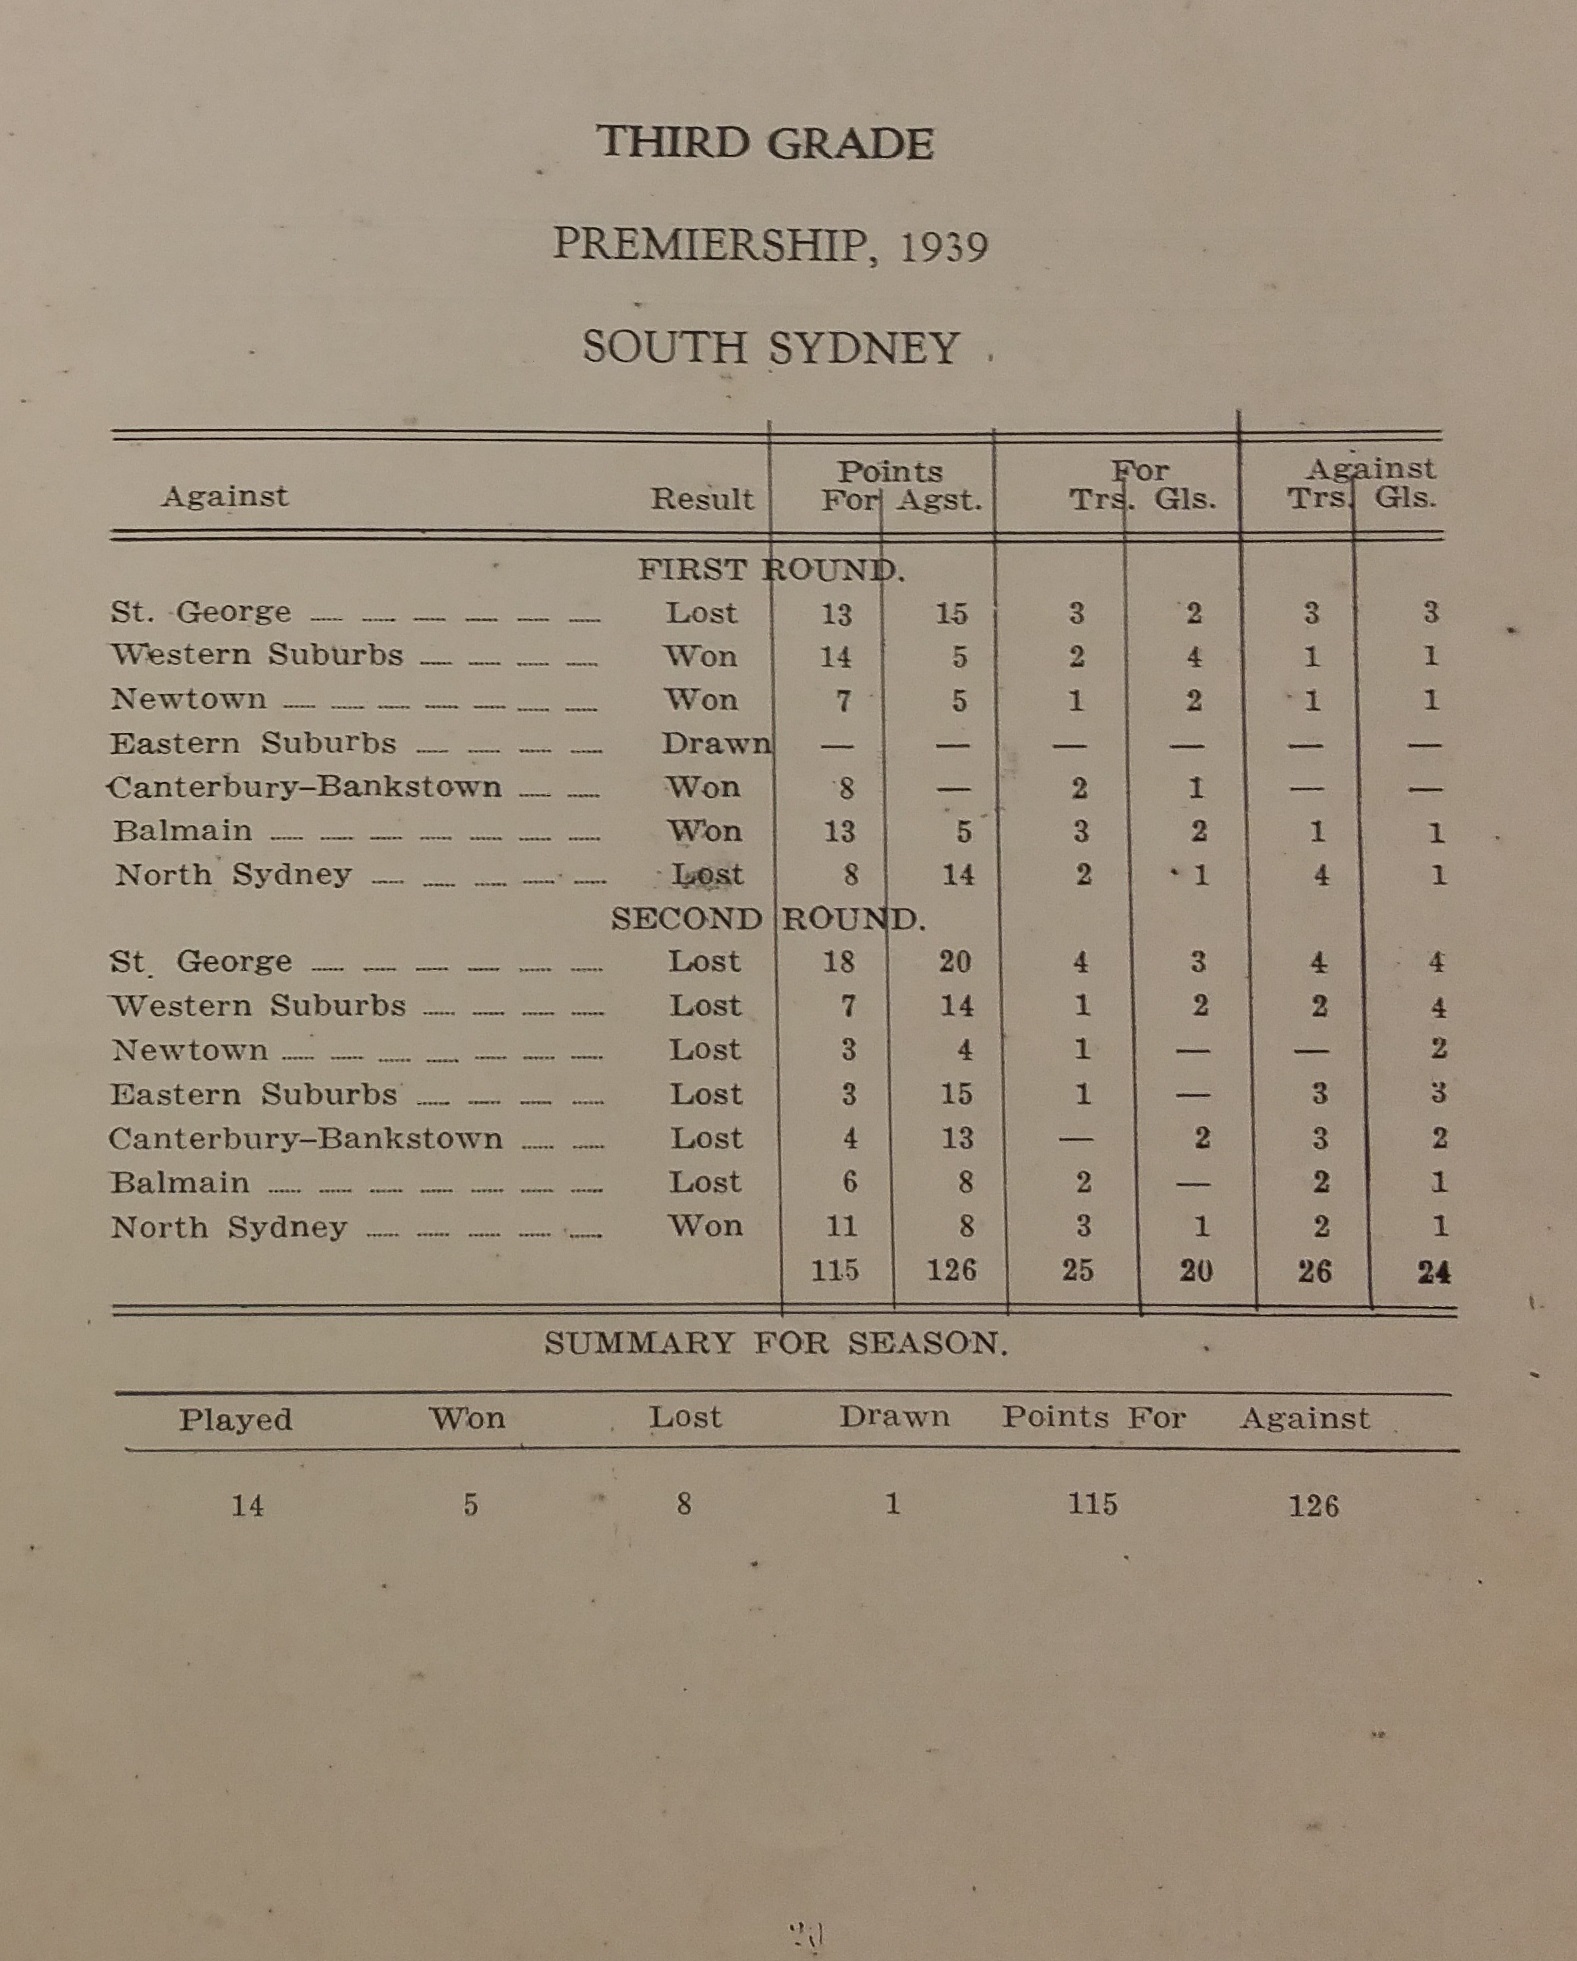 THIRD GRADE
PREMIERSHIP, 1939
SOUTH SYDNEY
Points For Against
Against Result For Agst. Trs. Gls. Trs. Gls.
FIRST ROUND.
St. George Lost 13 15 3 2 3 3
Western Suburbs Won 14 5 2 4 1 1
Newtown Won 7 5 1 2 1 1
Eastern Suburbs Drawn — — — — — —
Canterbury–Bankstown Won 8 — 2 1 — —
Balmain Won 13 5 3 2 1 1
North Sydney Lost 8 14 2 1 4 1
SECOND ROUND.
St. George Lost 18 20 4 3 4 4
Western Suburbs Lost 7 14 1 2 2 4
Newtown Lost 3 4 1 — — 2
Eastern Suburbs Lost 3 15 1 — 3 3
Canterbury–Bankstown Lost 4 13 — 2 3 2
Balmain Lost 6 8 2 — 2 1
North Sydney Won 11 8 3 1 2 1
115 126 25 20 26 24
SUMMARY FOR SEASON.
Played Won Lost Drawn Points For Against
14 5 8 1 115 126